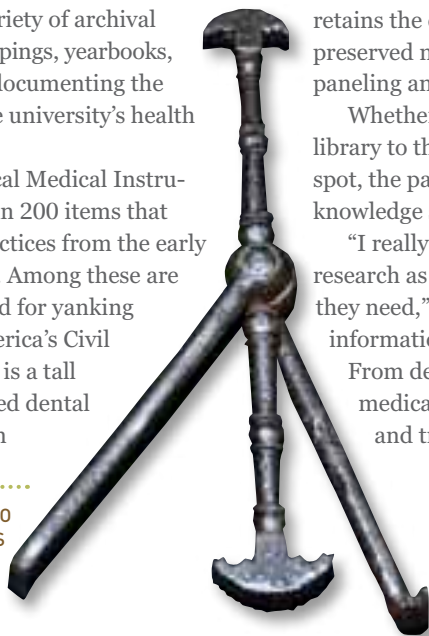 riety of archival
pings, yearbooks,
documenting the
e university’s health
cal Medical Instru-
n 200 items that
ctices from the early
. Among these are
d for yanking
erica’s Civil
is a tall
ed dental
n
O
S
retains the
preserved
paneling an
Whether
library to th
spot, the pa
knowledge
“I really
research as
they need,”
informatio
From de
medica
and tr